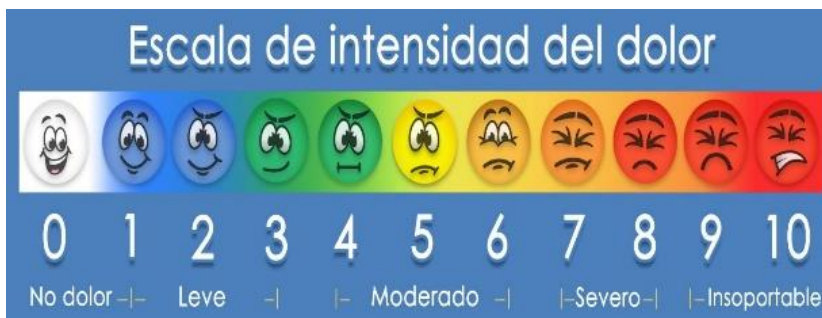 Escala de intensidad del dolor
0 1 2 3 4 5 6 7 8 9 10
No dolor -|- Leve -| |- Moderado -| |-Severo-| |-Insoportable